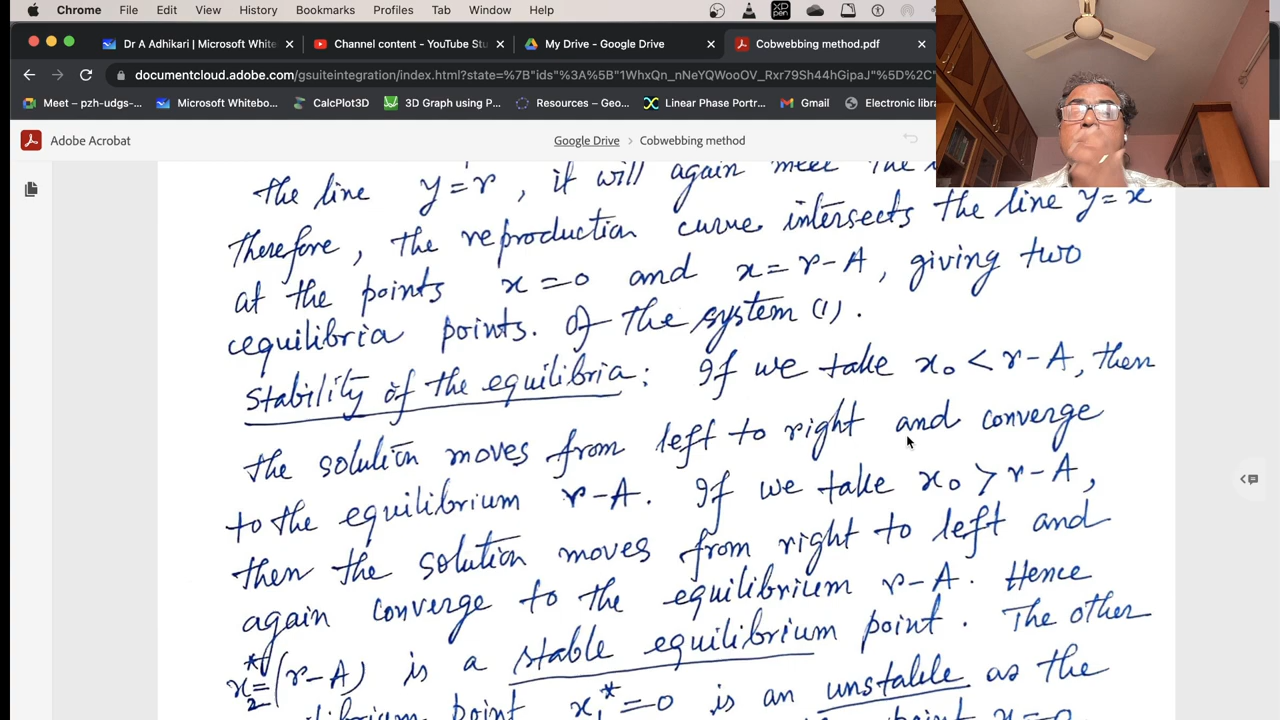 Chrome File Edit View History Bookmarks Profiles Tab Window Help
Dr A Adhikari | Microsoft White Channel content - YouTube Stu My Drive - Google Drive Cobwebbing method.pdf
documentcloud.adobe.com/gsuiteintegration/index.html?state=%7B"ids"%3A%5B"1WhxQn_nNeYQWooOV_Rxr79Sh44hGipaJ"%5D%2C"
Meet – pzh-udgs-... Microsoft Whitebo... CalcPlot3D 3D Graph using P... Resources – Geo... Linear Phase Portr... Gmail Electronic libra
Adobe Acrobat Google Drive > Cobwebbing method
the line y=r, it will again meet the
Therefore, the reproduction curve intersects the line y=x
at the points x=0 and x=r-A, giving two
equilibria points. Of the system (1).
Stability of the equilibria: If we take x₀ < r-A, then
the solution moves from left to right and converge
to the equilibrium r-A. If we take x₀ > r-A,
then the solution moves from right to left and
again converge to the equilibrium r-A. Hence
x₂*=(r-A) is a stable equilibrium point. The other
point x₁*=0 is an unstable as the
point x=0